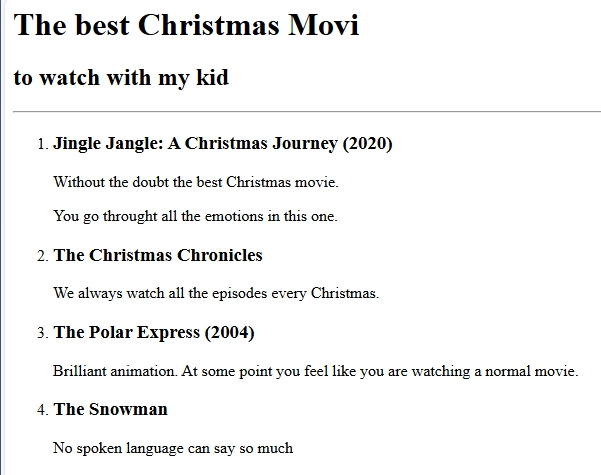 The best Christmas Movi
to watch with my kid
1. Jingle Jangle: A Christmas Journey (2020)
Without the doubt the best Christmas movie.
You go throught all the emotions in this one.
2. The Christmas Chronicles
We always watch all the episodes every Christmas.
3. The Polar Express (2004)
Brilliant animation. At some point you feel like you are watching a normal movie.
4. The Snowman
No spoken language can say so much